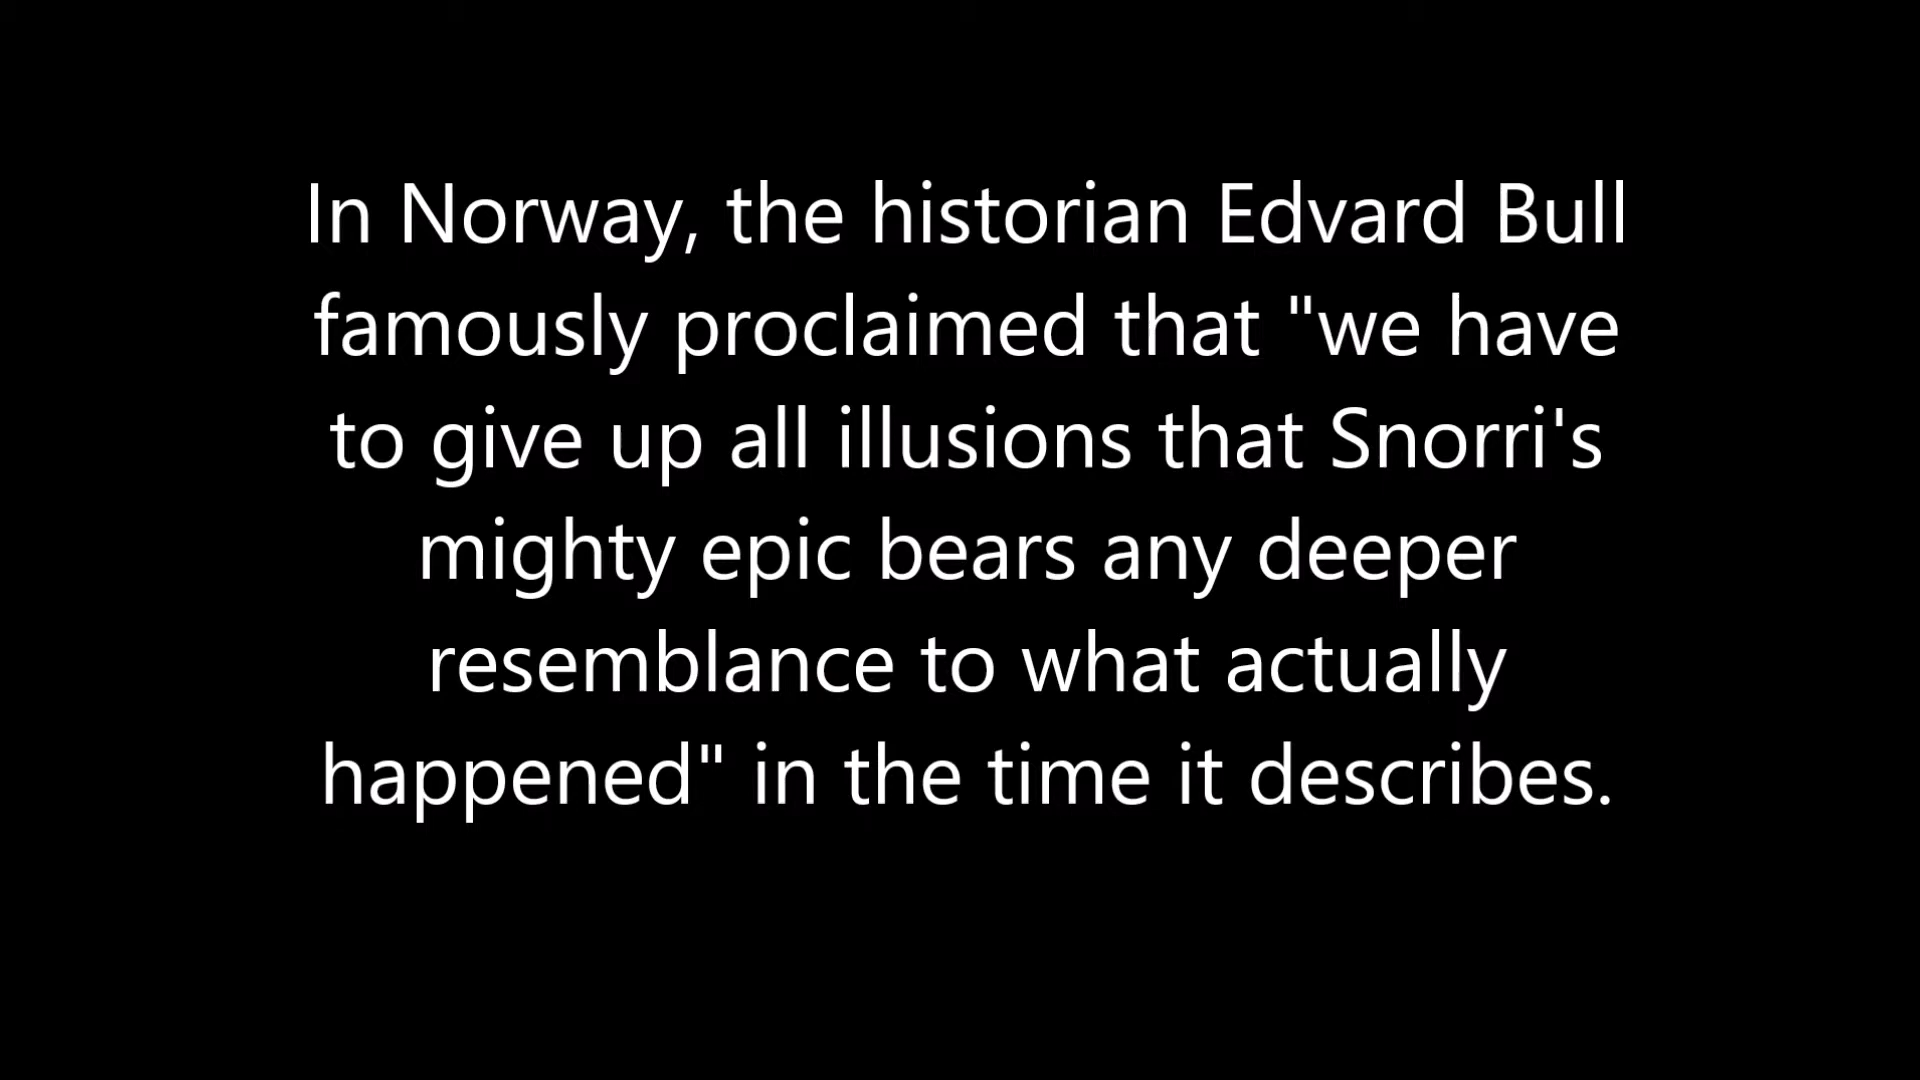 In Norway, the historian Edvard Bull
famously proclaimed that "we have
to give up all illusions that Snorri's
mighty epic bears any deeper
resemblance to what actually
happened" in the time it describes.